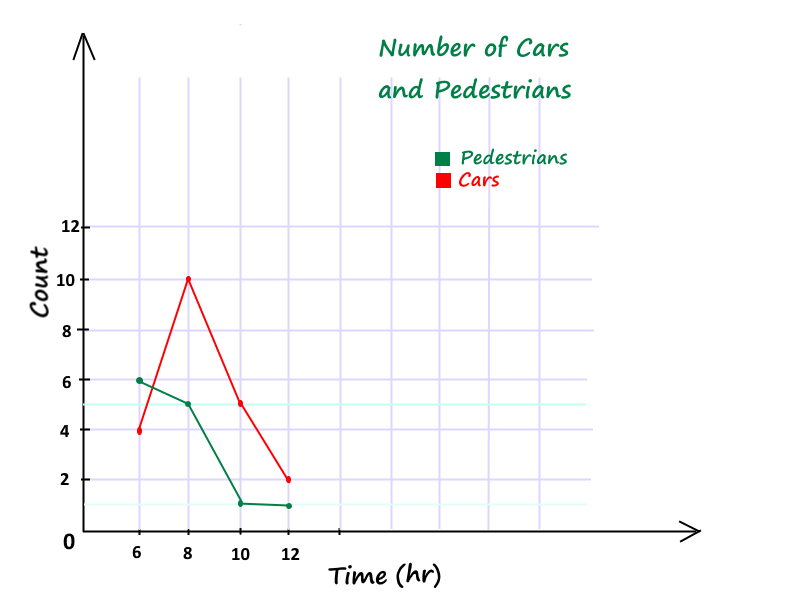 Number of Cars
and Pedestrians
Pedestrians
Cars
12
10
8
6
4
2
0
Count
6 8 10 12
Time (hr)